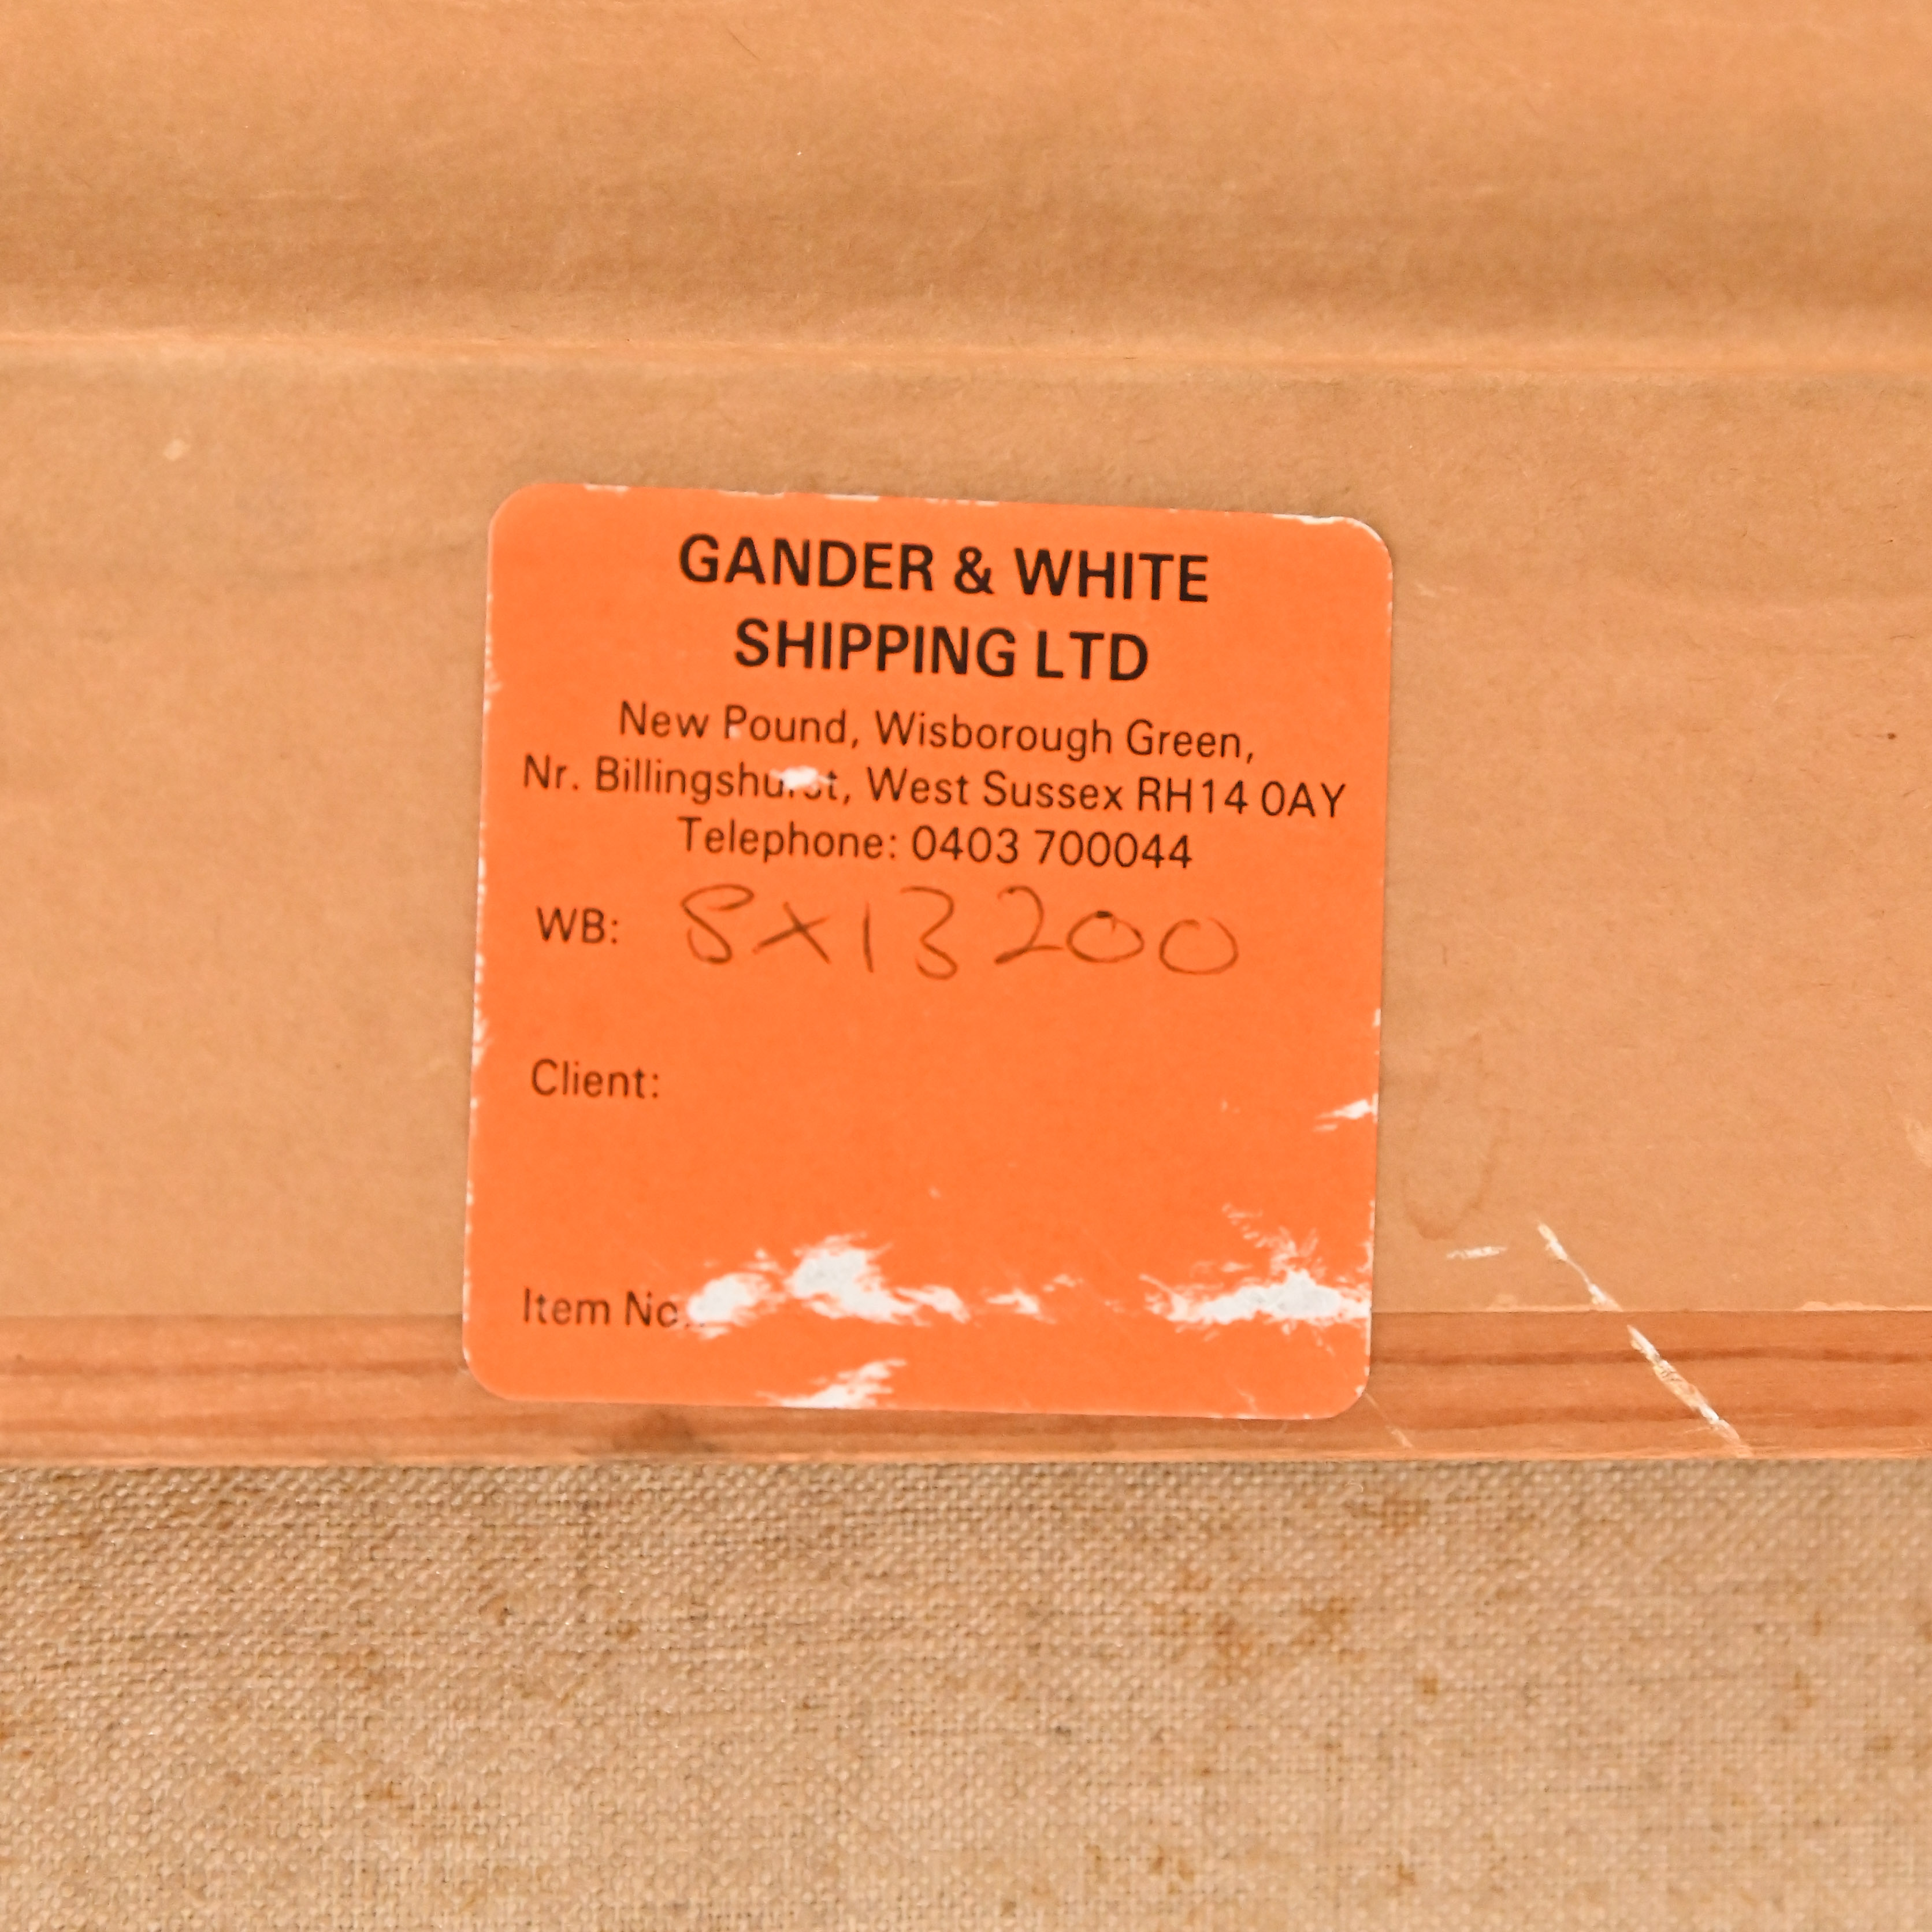 GANDER & WHITE
SHIPPING LTD
New Pound, Wisborough Green,
Nr. Billingshurst, West Sussex RH14 0AY
Telephone: 0403 700044
WB: SX13200
Client:
Item No.: